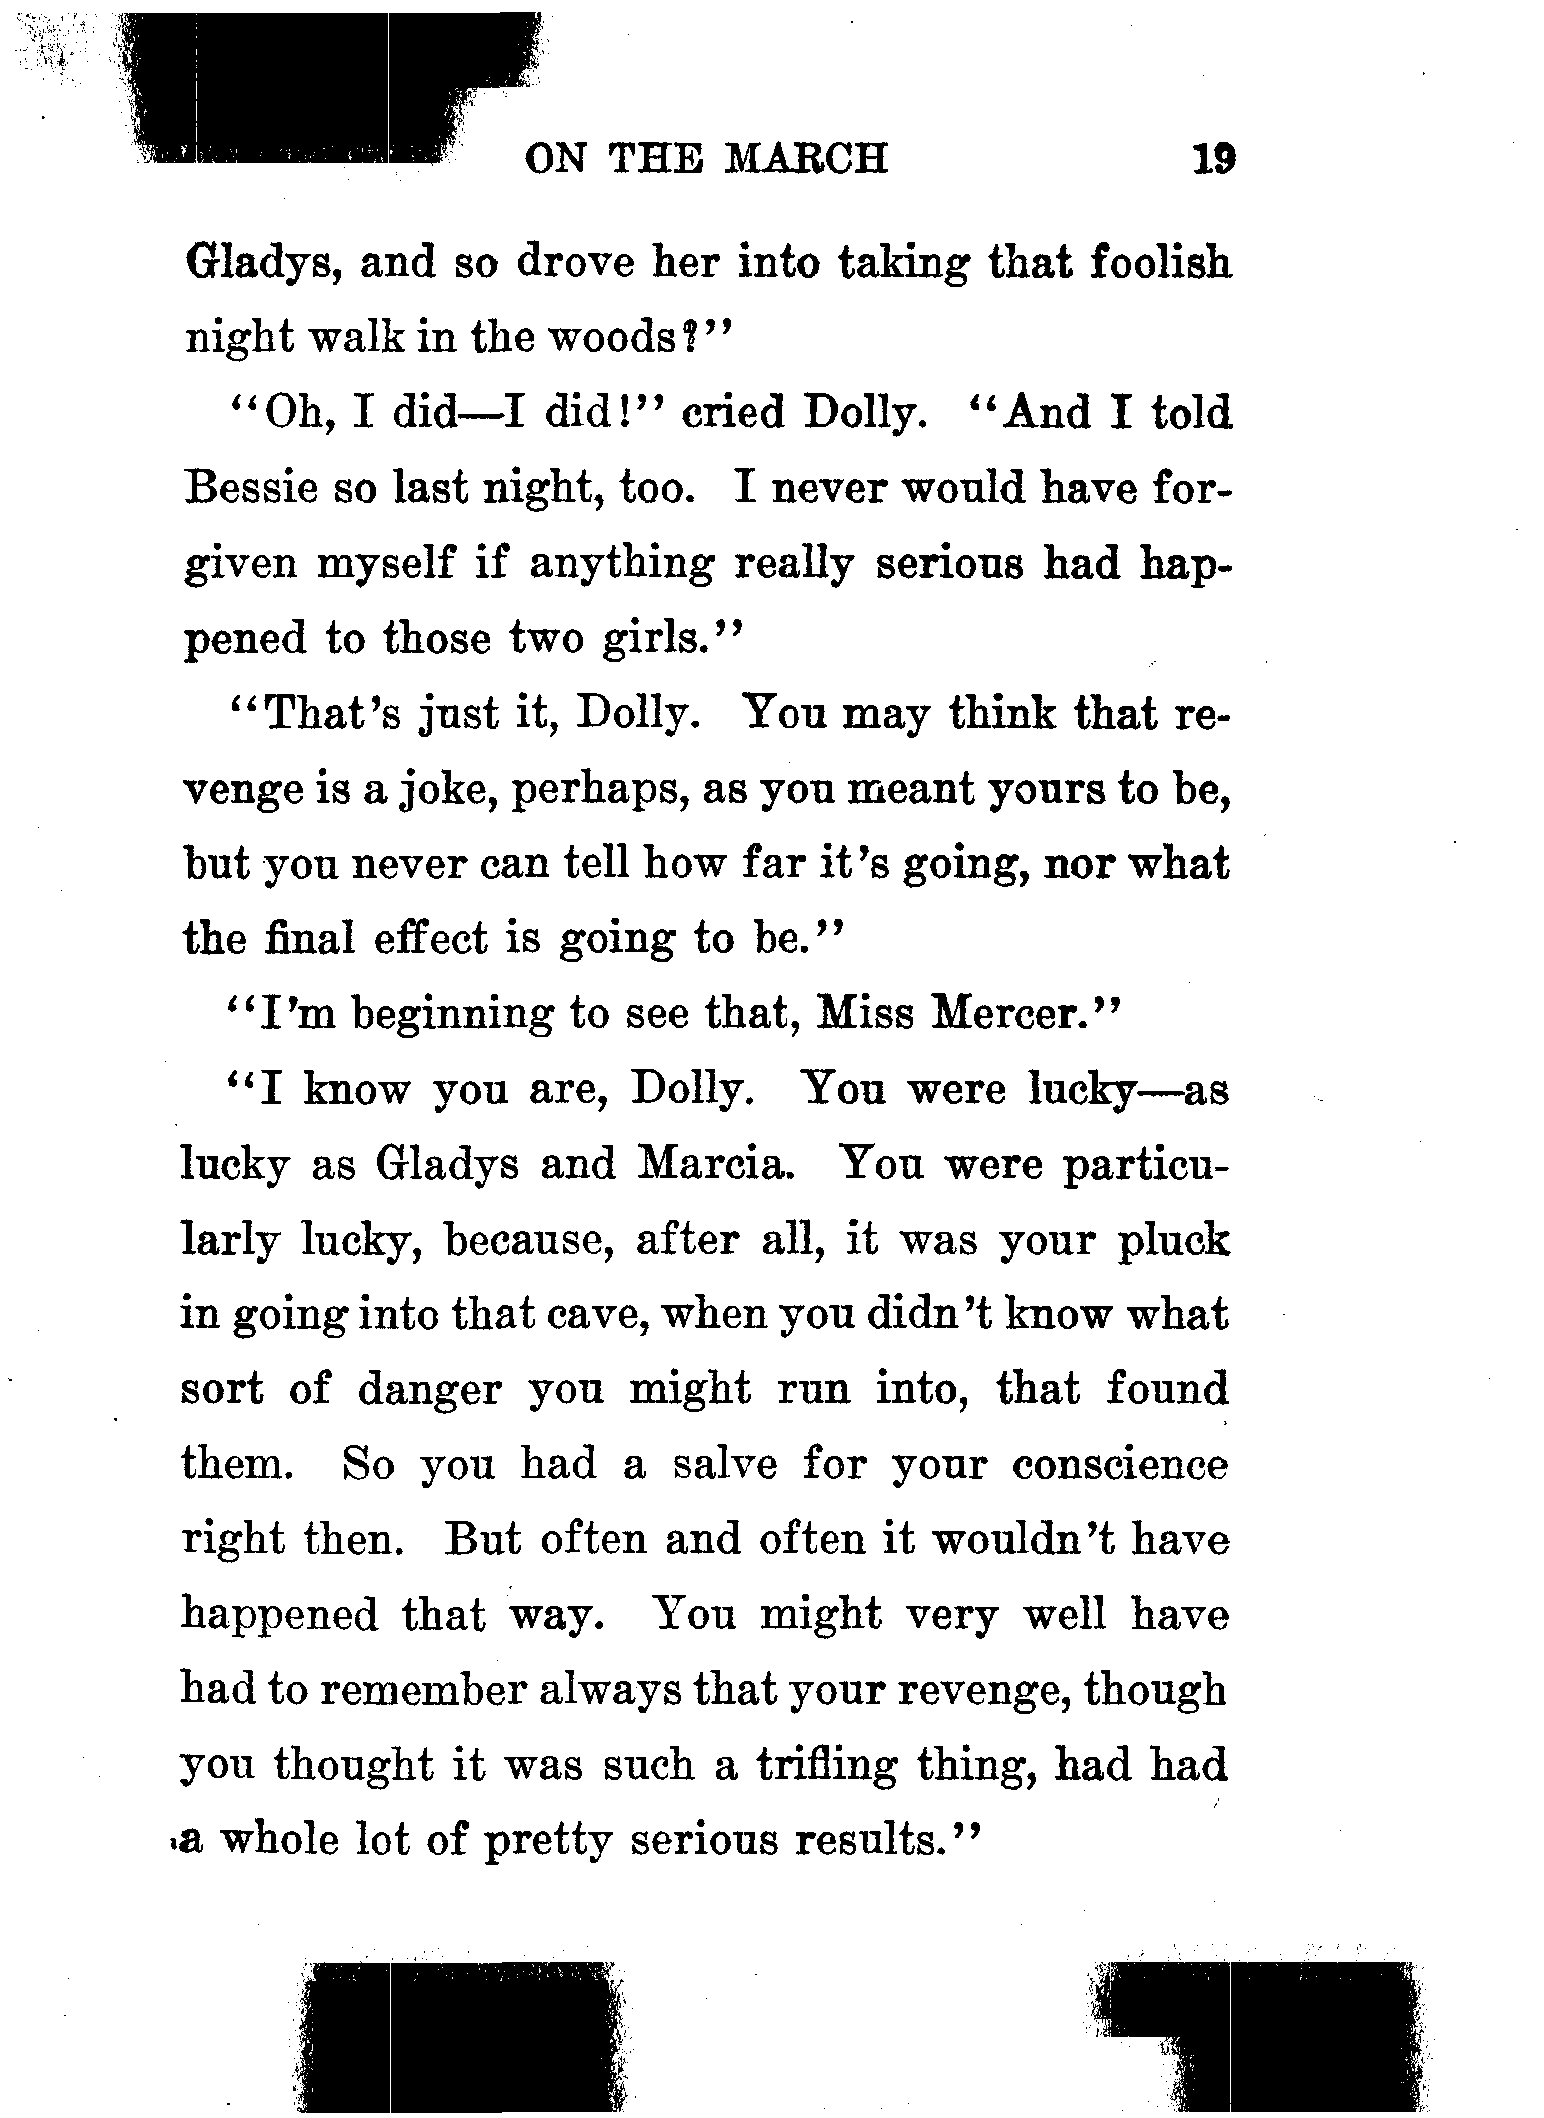 ON THE MARCH 19
Gladys, and so drove her into taking that foolish
night walk in the woods?"
"Oh, I did—I did!" cried Dolly. "And I told
Bessie so last night, too. I never would have for-
given myself if anything really serious had hap-
pened to those two girls."
"That's just it, Dolly. You may think that re-
venge is a joke, perhaps, as you meant yours to be,
but you never can tell how far it's going, nor what
the final effect is going to be."
"I'm beginning to see that, Miss Mercer."
"I know you are, Dolly. You were lucky—as
lucky as Gladys and Marcia. You were particu-
larly lucky, because, after all, it was your pluck
in going into that cave, when you didn't know what
sort of danger you might run into, that found
them. So you had a salve for your conscience
right then. But often and often it wouldn't have
happened that way. You might very well have
had to remember always that your revenge, though
you thought it was such a trifling thing, had had
a whole lot of pretty serious results."